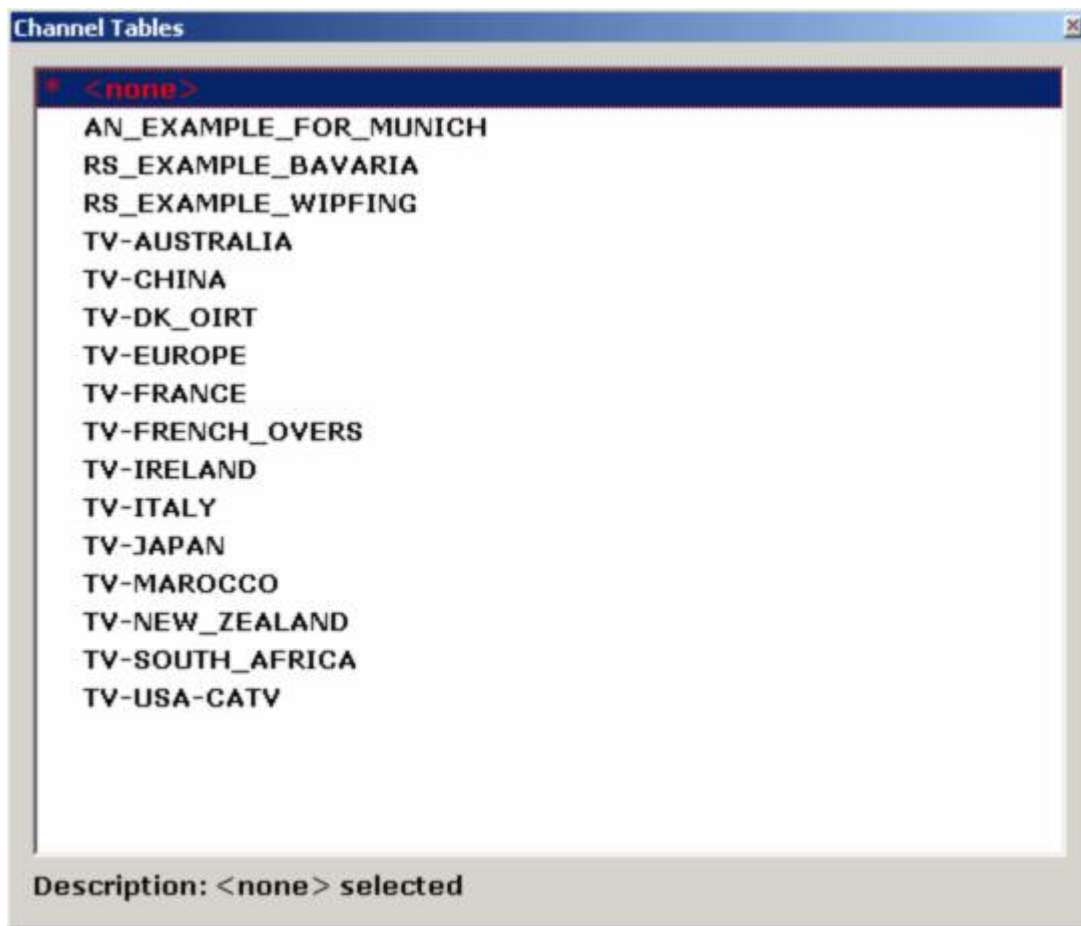 Channel Tables
* <none>
AN_EXAMPLE_FOR_MUNICH
RS_EXAMPLE_BAVARIA
RS_EXAMPLE_WIPFING
TV-AUSTRALIA
TV-CHINA
TV-DK_OIRT
TV-EUROPE
TV-FRANCE
TV-FRENCH_OVERS
TV-IRELAND
TV-ITALY
TV-JAPAN
TV-MAROCCO
TV-NEW_ZEALAND
TV-SOUTH_AFRICA
TV-USA-CATV
Description: <none> selected